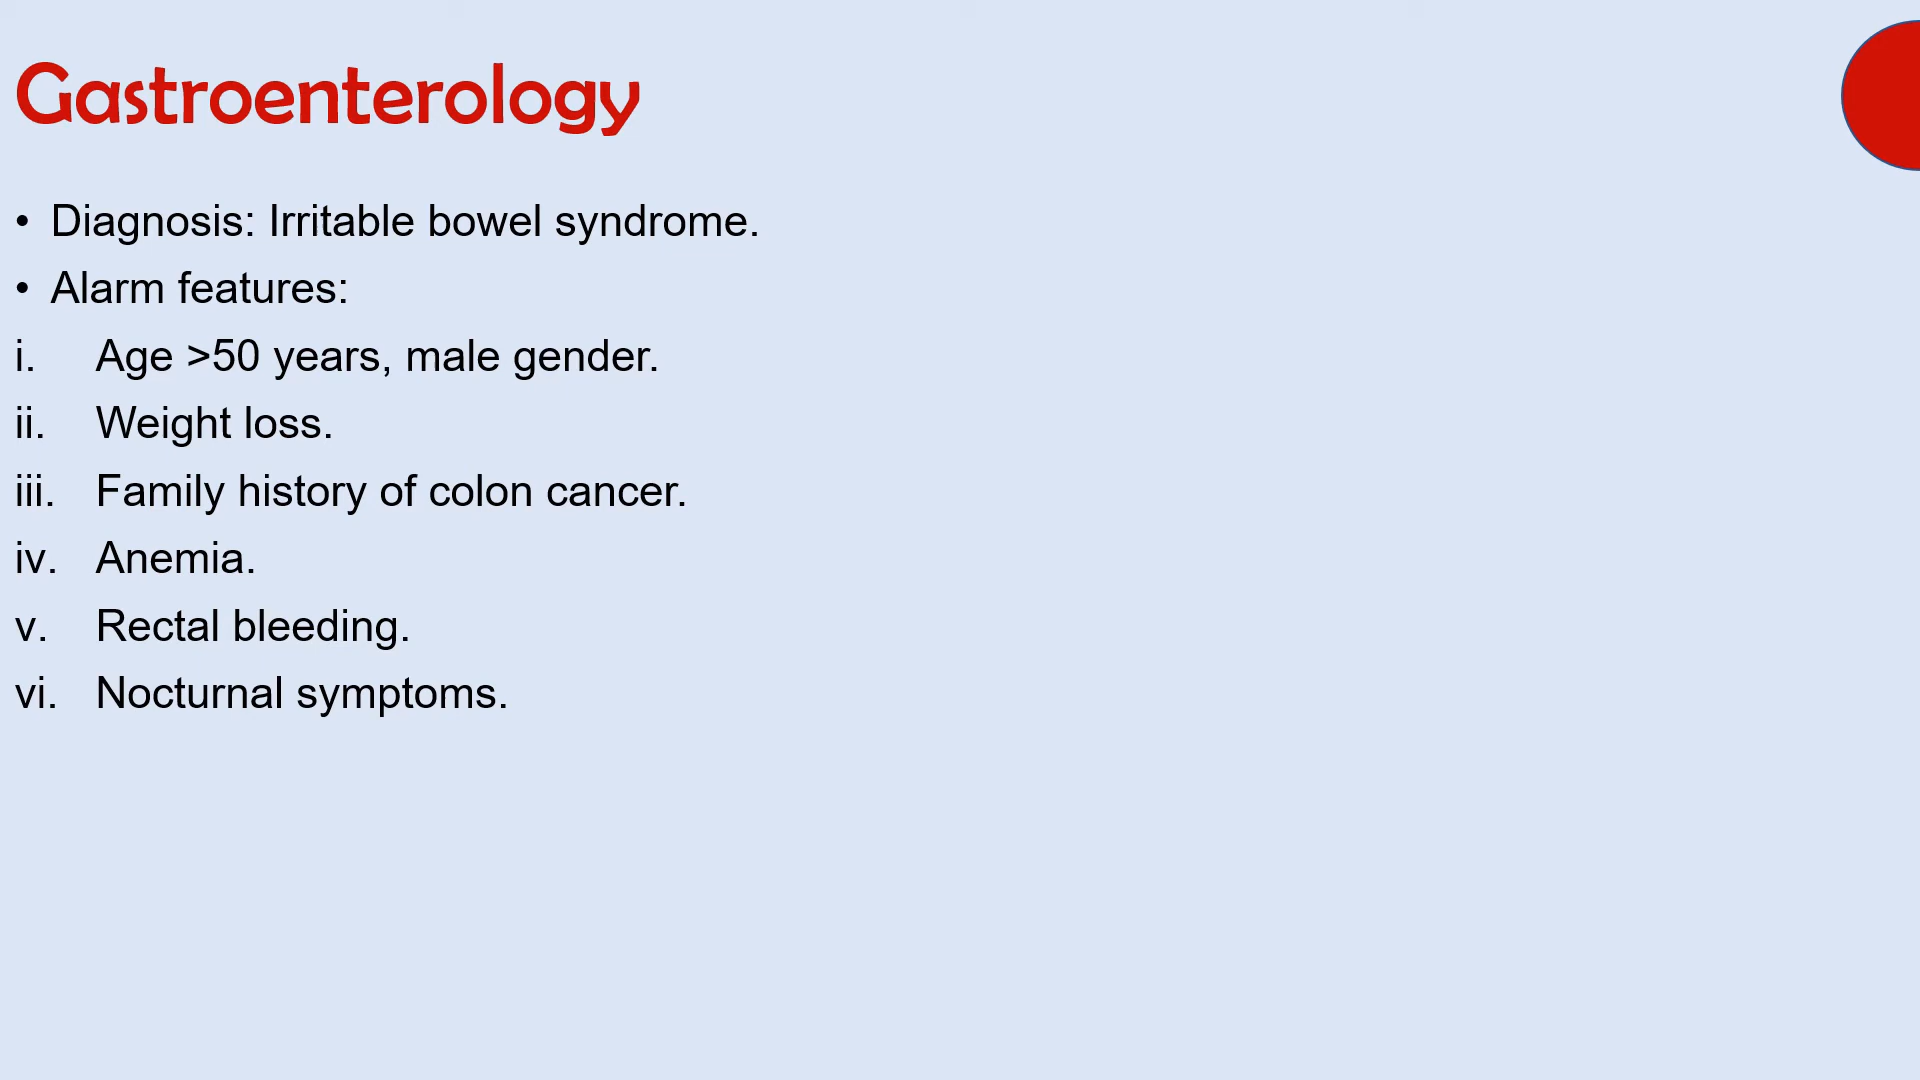 Gastroenterology
• Diagnosis: Irritable bowel syndrome.
• Alarm features:
i. Age >50 years, male gender.
ii. Weight loss.
iii. Family history of colon cancer.
iv. Anemia.
v. Rectal bleeding.
vi. Nocturnal symptoms.